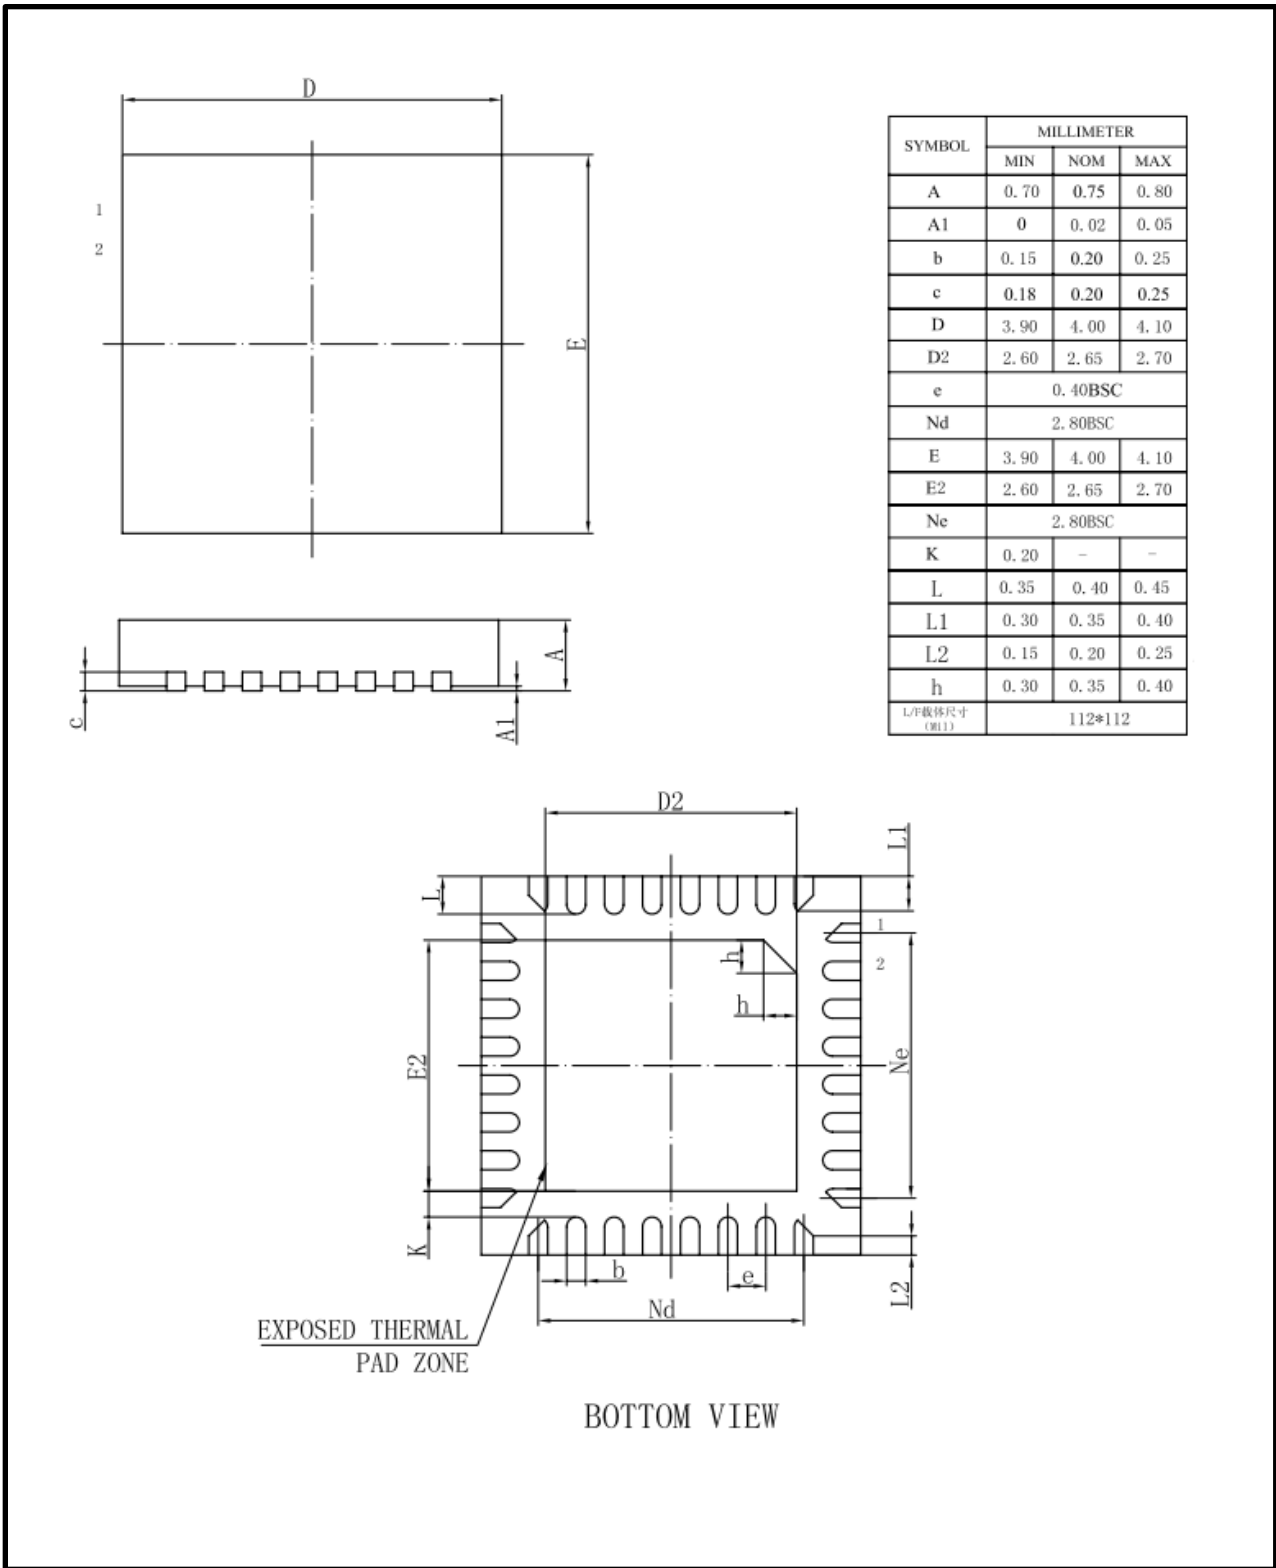 D
1
2
E
A
c
A1
SYMBOL MILLIMETER
MIN NOM MAX
A 0.70 0.75 0.80
A1 0 0.02 0.05
b 0.15 0.20 0.25
c 0.18 0.20 0.25
D 3.90 4.00 4.10
D2 2.60 2.65 2.70
e 0.40BSC
Nd 2.80BSC
E 3.90 4.00 4.10
E2 2.60 2.65 2.70
Ne 2.80BSC
K 0.20 - -
L 0.35 0.40 0.45
L1 0.30 0.35 0.40
L2 0.15 0.20 0.25
h 0.30 0.35 0.40
L/F载体尺寸
(Mil) 112*112
D2
L1
L
1
h
2
h
E2
Ne
K
b
e
L2
Nd
EXPOSED THERMAL
PAD ZONE
BOTTOM VIEW